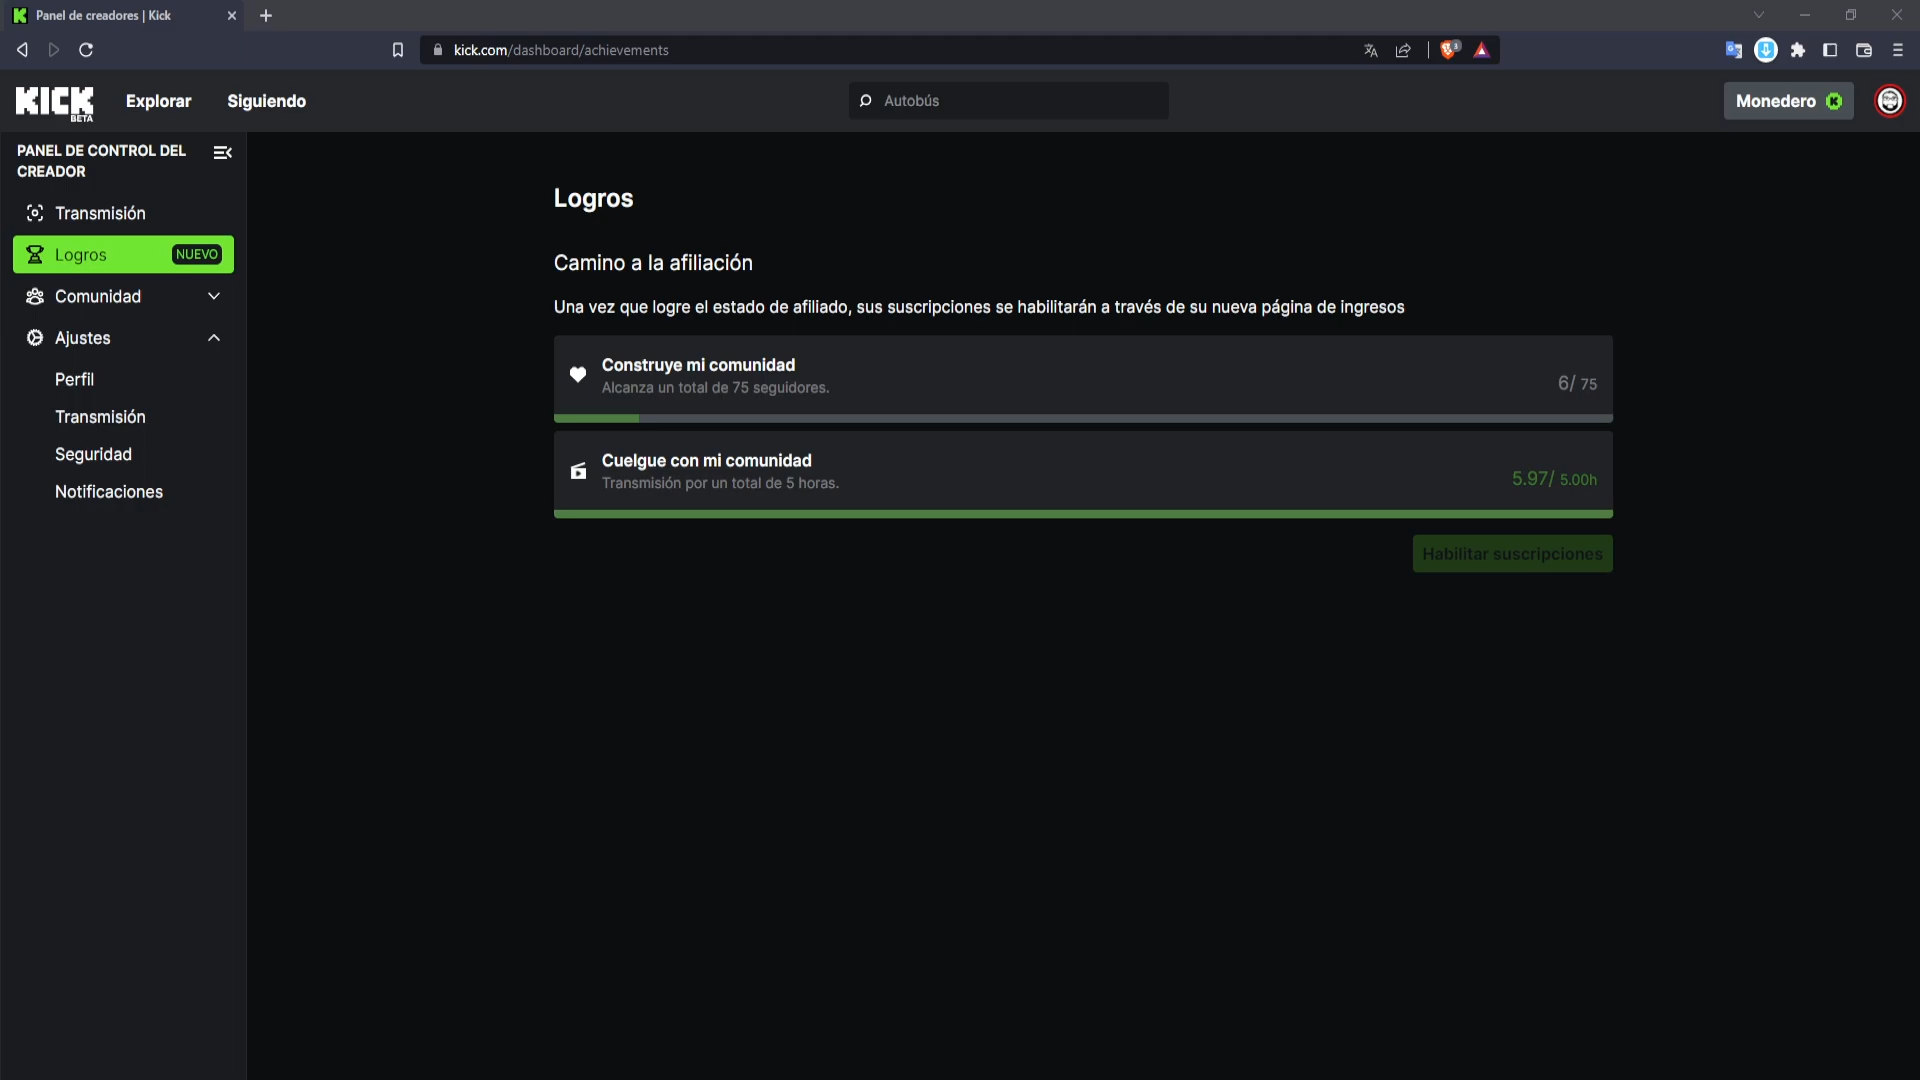 Panel de creadores | Kick
kick.com/dashboard/achievements
KICK
BETA
Explorar
Siguiendo
Autobús
Monedero
PANEL DE CONTROL DEL
CREADOR
Transmisión
Logros
NUEVO
Comunidad
Ajustes
Perfil
Transmisión
Seguridad
Notificaciones
Logros
Camino a la afiliación
Una vez que logre el estado de afiliado, sus suscripciones se habilitarán a través de su nueva página de ingresos
Construye mi comunidad
Alcanza un total de 75 seguidores.
6/ 75
Cuelgue con mi comunidad
Transmisión por un total de 5 horas.
5.97/ 5.00h
Habilitar suscripciones